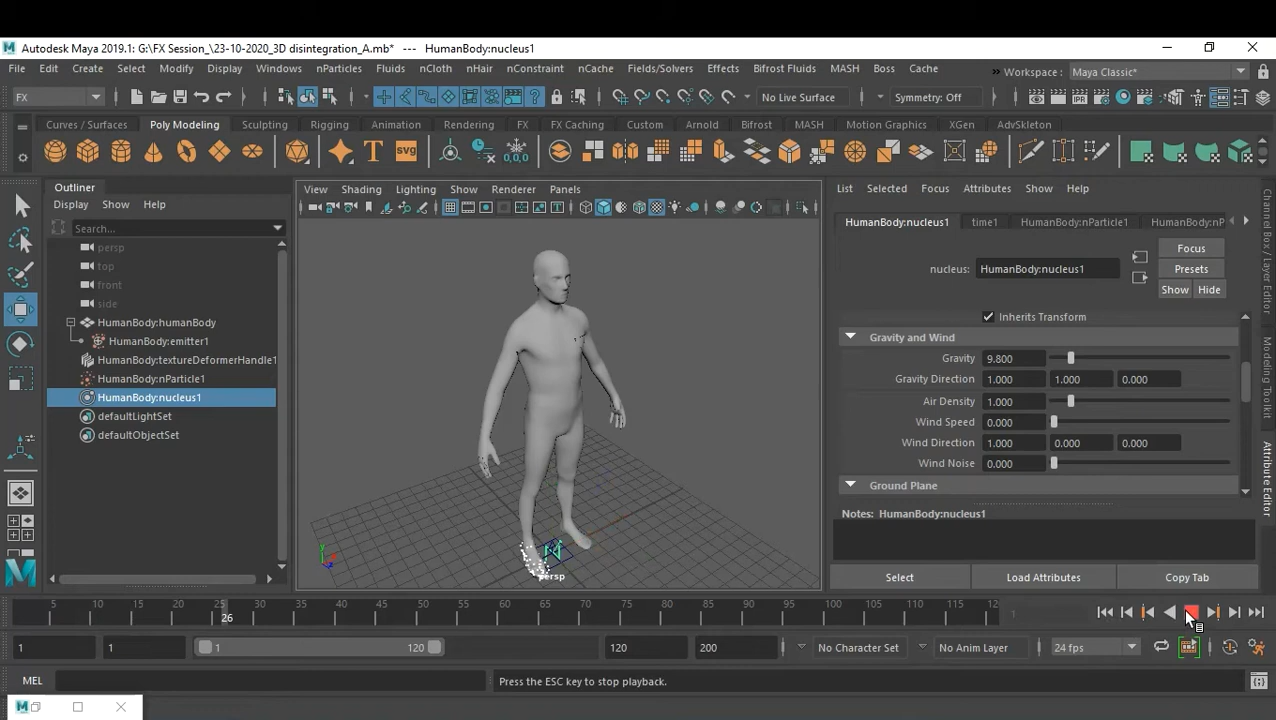 Autodesk Maya 2019.1: G:\FX Session_\23-10-2020_3D disintegration_A.mb*   ---   HumanBody:nucleus1
File Edit Create Select Modify Display Windows nParticles Fluids nCloth nHair nConstraint nCache Fields/Solvers Effects Bifrost Fluids MASH Boss Cache » Workspace: Maya Classic*
FX No Live Surface Symmetry: Off
Curves / Surfaces Poly Modeling Sculpting Rigging Animation Rendering FX FX Caching Custom Arnold Bifrost MASH Motion Graphics XGen AdvSkeleton
T svg 0,0,0
Outliner
Display Show Help
Search...
persp
top
front
side
HumanBody:humanBody
HumanBody:emitter1
HumanBody:textureDeformerHandle1
HumanBody:nParticle1
HumanBody:nucleus1
defaultLightSet
defaultObjectSet
View Shading Lighting Show Renderer Panels
y
persp
List Selected Focus Attributes Show Help
HumanBody:nucleus1 time1 HumanBody:nParticle1 HumanBody:nP
Focus
nucleus: HumanBody:nucleus1 Presets
Show Hide
Inherits Transform
Gravity and Wind
Gravity 9.800
Gravity Direction 1.000 1.000 0.000
Air Density 1.000
Wind Speed 0.000
Wind Direction 1.000 0.000 0.000
Wind Noise 0.000
Ground Plane
Notes: HumanBody:nucleus1
Select Load Attributes Copy Tab
Channel Box / Layer Editor
Modeling Toolkit
Attribute Editor
5 10 15 20 25 30 35 40 45 50 55 60 65 70 75 80 85 90 95 100 105 110 115 12 1
26
1 1 1 120 120 200 No Character Set No Anim Layer 24 fps
MEL Press the ESC key to stop playback.